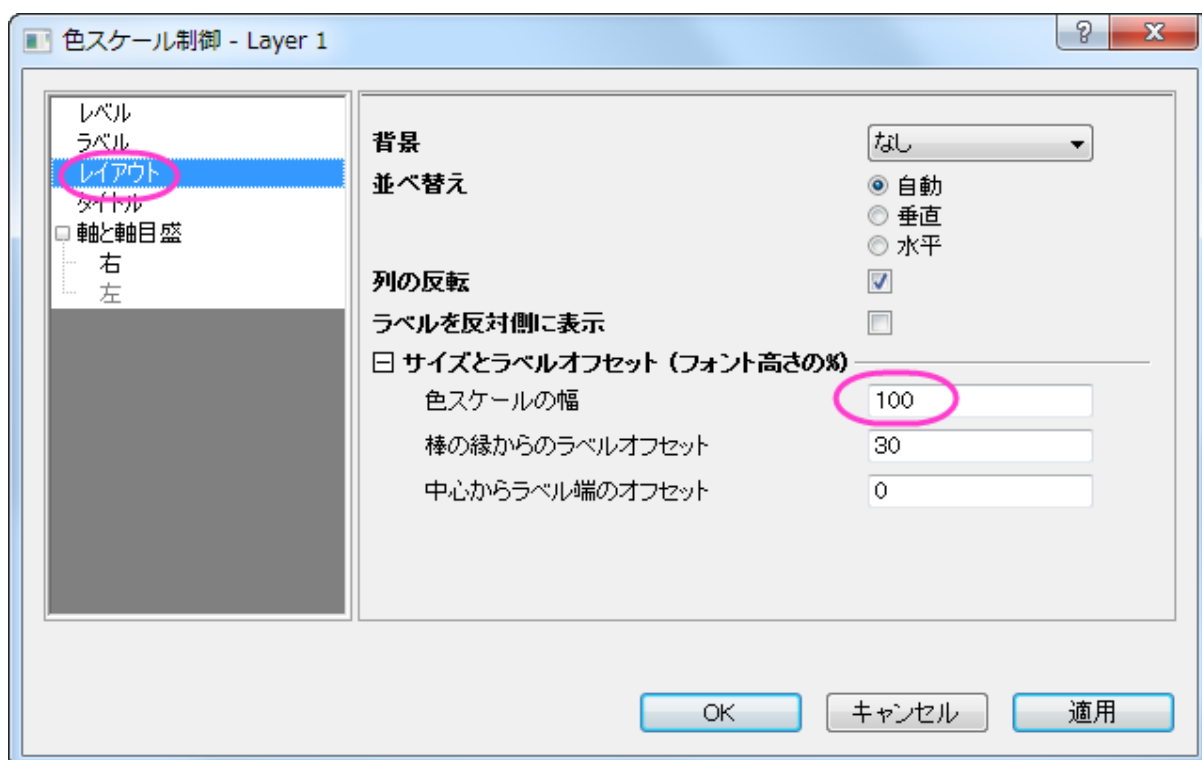 色スケール制御 - Layer 1
レベル
ラベル
レイアウト
タイトル
軸と軸目盛
右
左
背景
なし
並べ替え
自動
垂直
水平
列の反転
ラベルを反対側に表示
サイズとラベルオフセット (フォント高さの%)
色スケールの幅
100
棒の縁からのラベルオフセット
30
中心からラベル端のオフセット
0
OK
キャンセル
適用